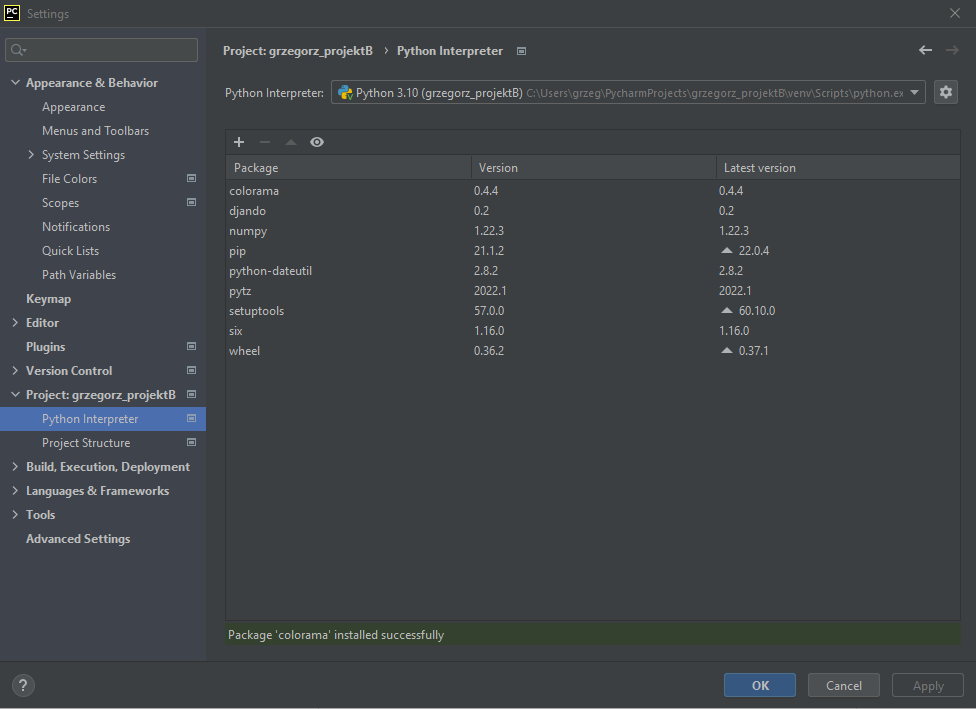 PC Settings
Project: grzegorz_projektB › Python Interpreter
Python Interpreter: Python 3.10 (grzegorz_projektB) C:\Users\grzeg\PycharmProjects\grzegorz_projektB\venv\Scripts\python.ex
Appearance & Behavior
Appearance
Menus and Toolbars
System Settings
File Colors
Scopes
Notifications
Quick Lists
Path Variables
Keymap
Editor
Plugins
Version Control
Project: grzegorz_projektB
Python Interpreter
Project Structure
Build, Execution, Deployment
Languages & Frameworks
Tools
Advanced Settings
Package Version Latest version
colorama 0.4.4 0.4.4
djando 0.2 0.2
numpy 1.22.3 1.22.3
pip 21.1.2 22.0.4
python-dateutil 2.8.2 2.8.2
pytz 2022.1 2022.1
setuptools 57.0.0 60.10.0
six 1.16.0 1.16.0
wheel 0.36.2 0.37.1
Package 'colorama' installed successfully
? OK Cancel Apply